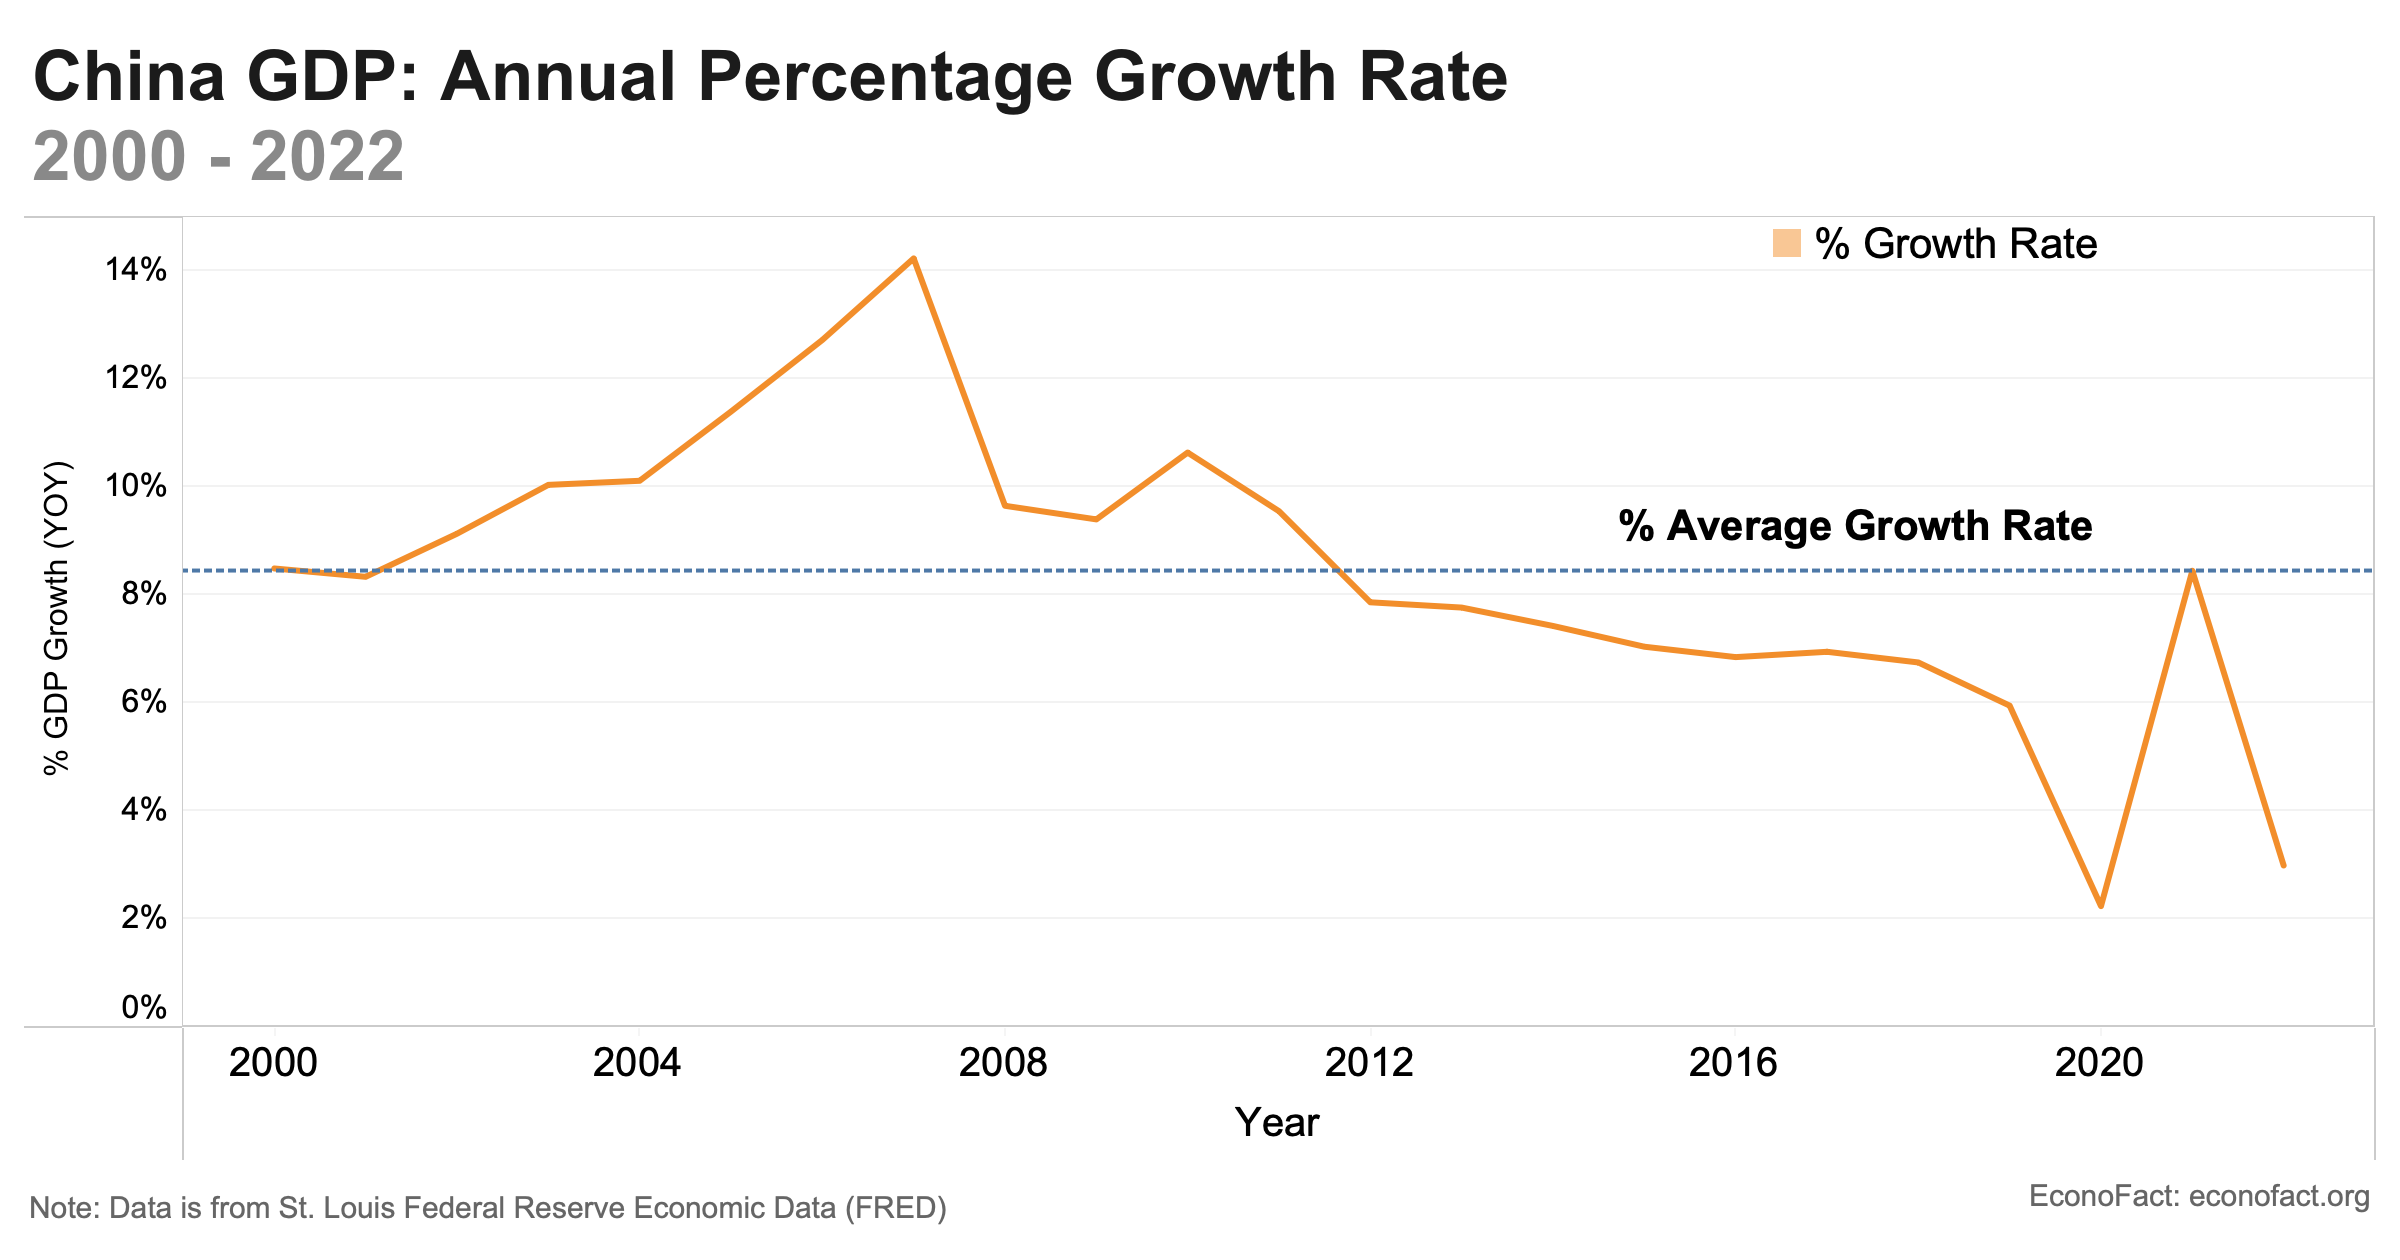 China GDP: Annual Percentage Growth Rate
2000 - 2022
% Growth Rate
14%
12%
10%
% Average Growth Rate
8%
6%
4%
2%
0%
% GDP Growth (YOY)
2000 2004 2008 2012 2016 2020
Year
Note: Data is from St. Louis Federal Reserve Economic Data (FRED)
EconoFact: econofact.org